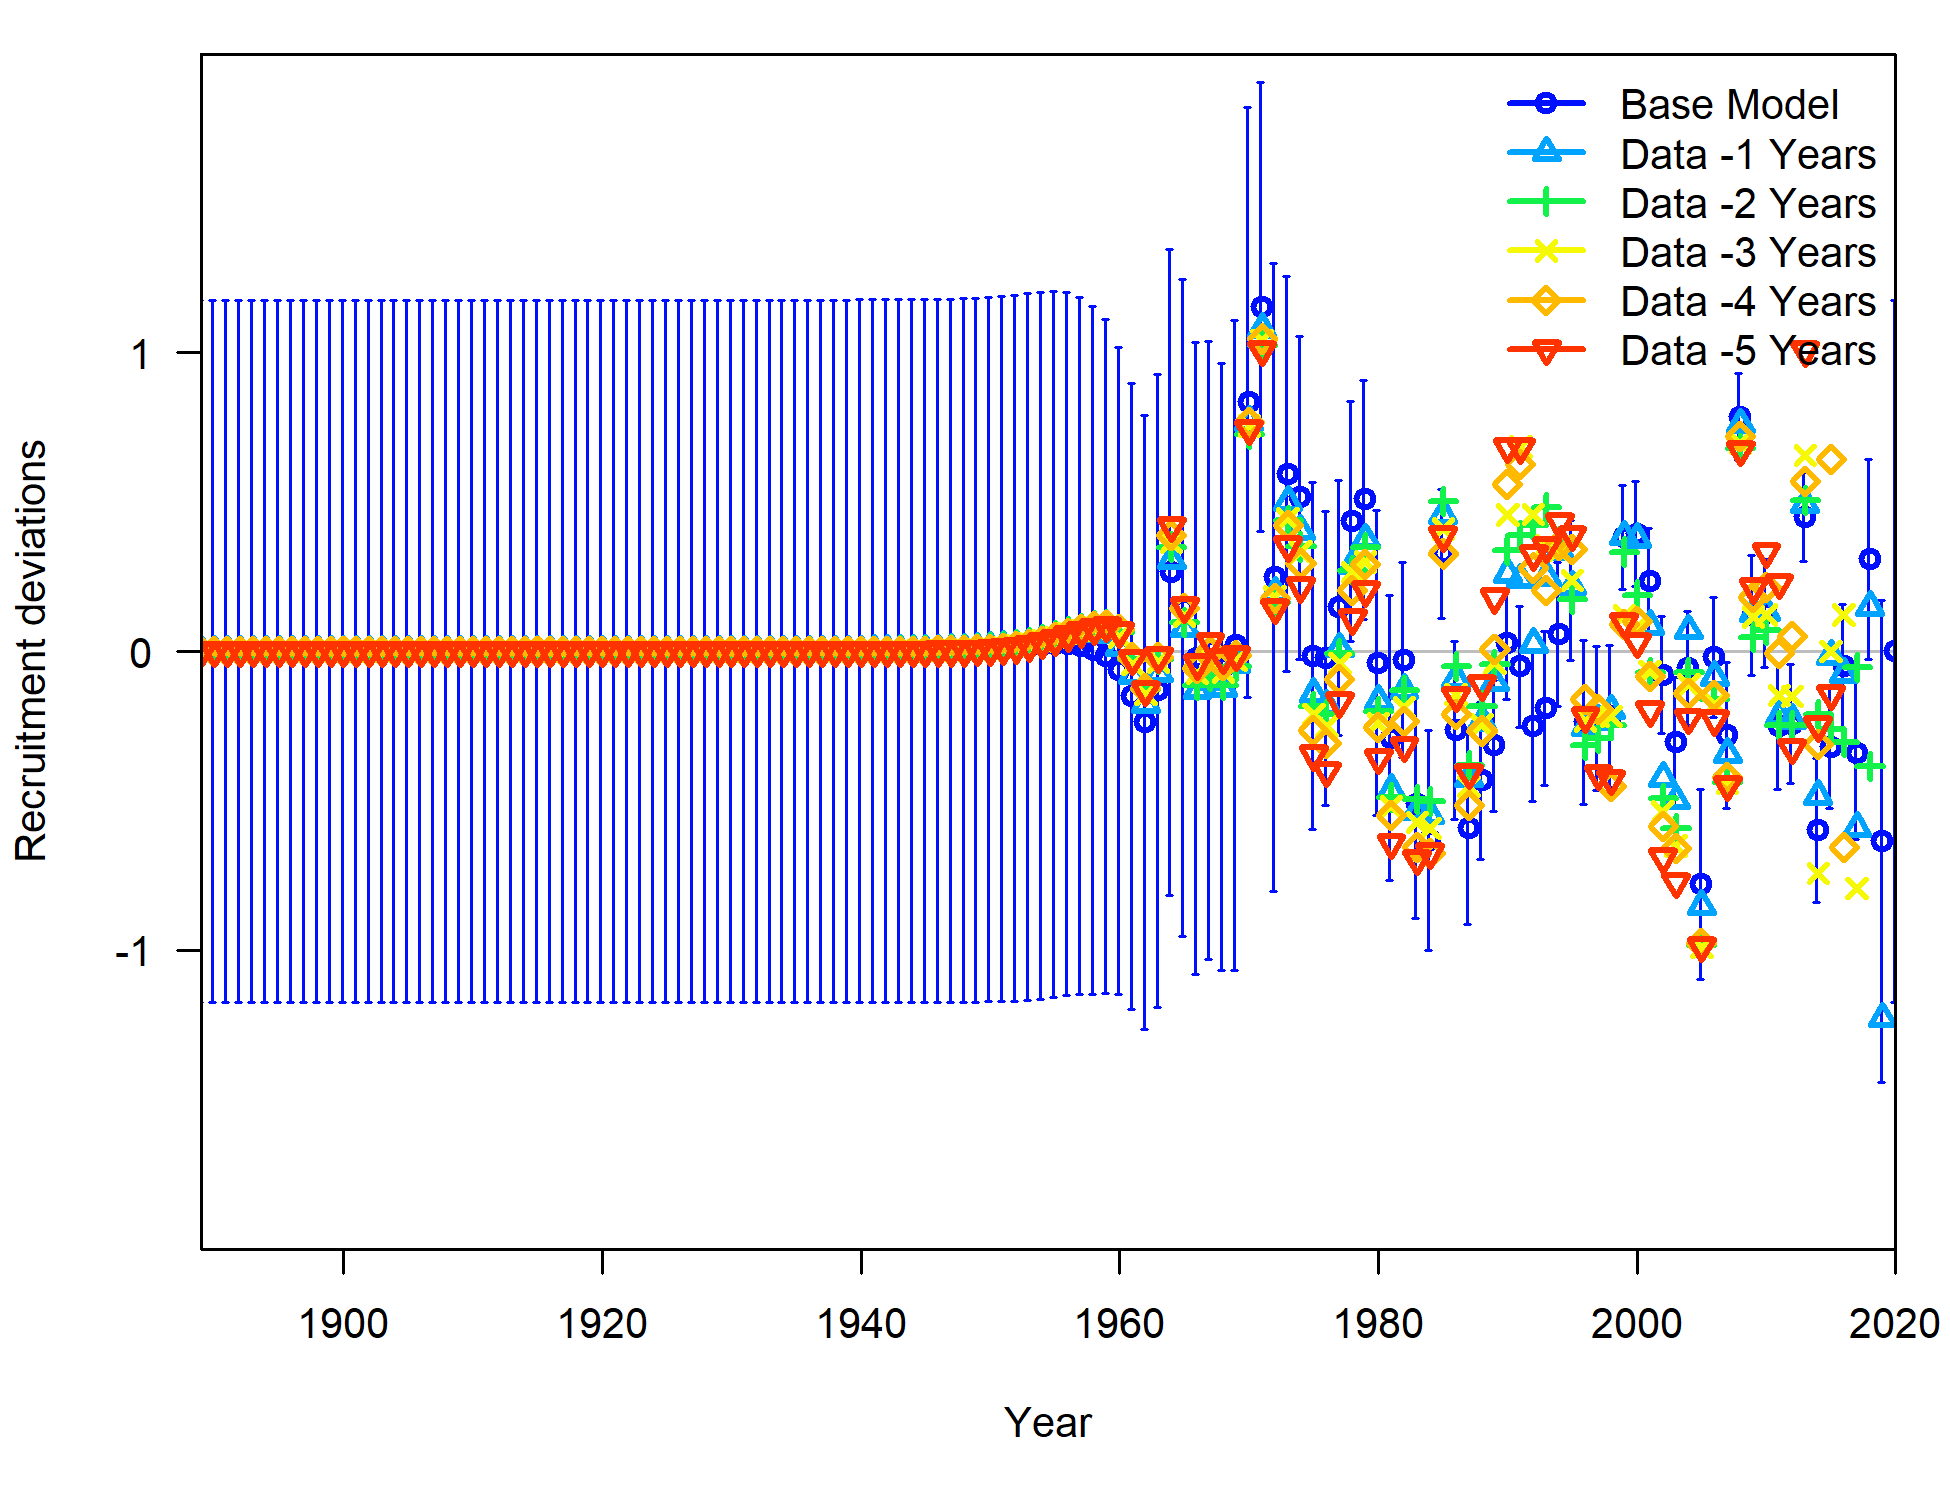 Base Model
Data -1 Years
Data -2 Years
Data -3 Years
Data -4 Years
Data -5 Years
Recruitment deviations
1
0
-1
1900 1920 1940 1960 1980 2000 2020
Year